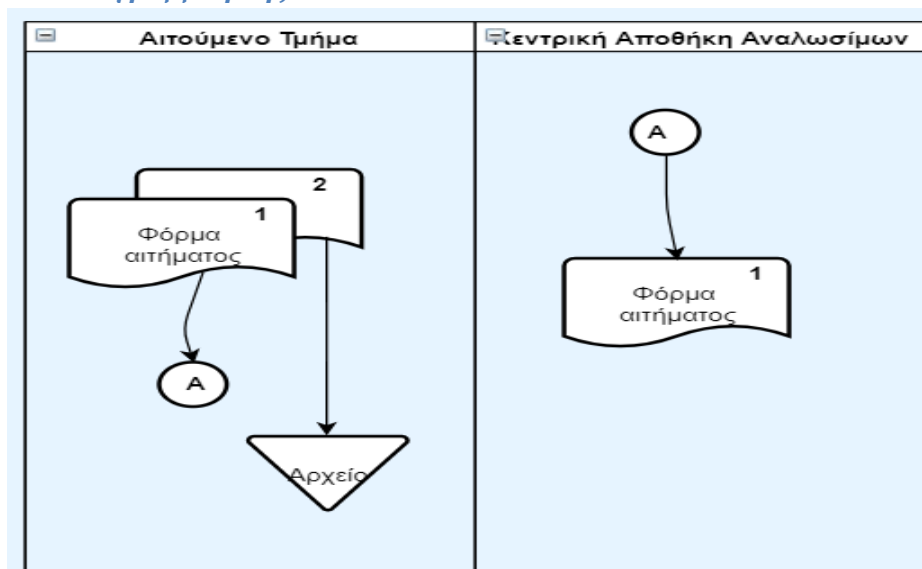 Αιτούμενο Τμήμα
Κεντρική Αποθήκη Αναλωσίμων
2
1
Φόρμα
αιτήματος
Α
Αρχείο
Α
1
Φόρμα
αιτήματος